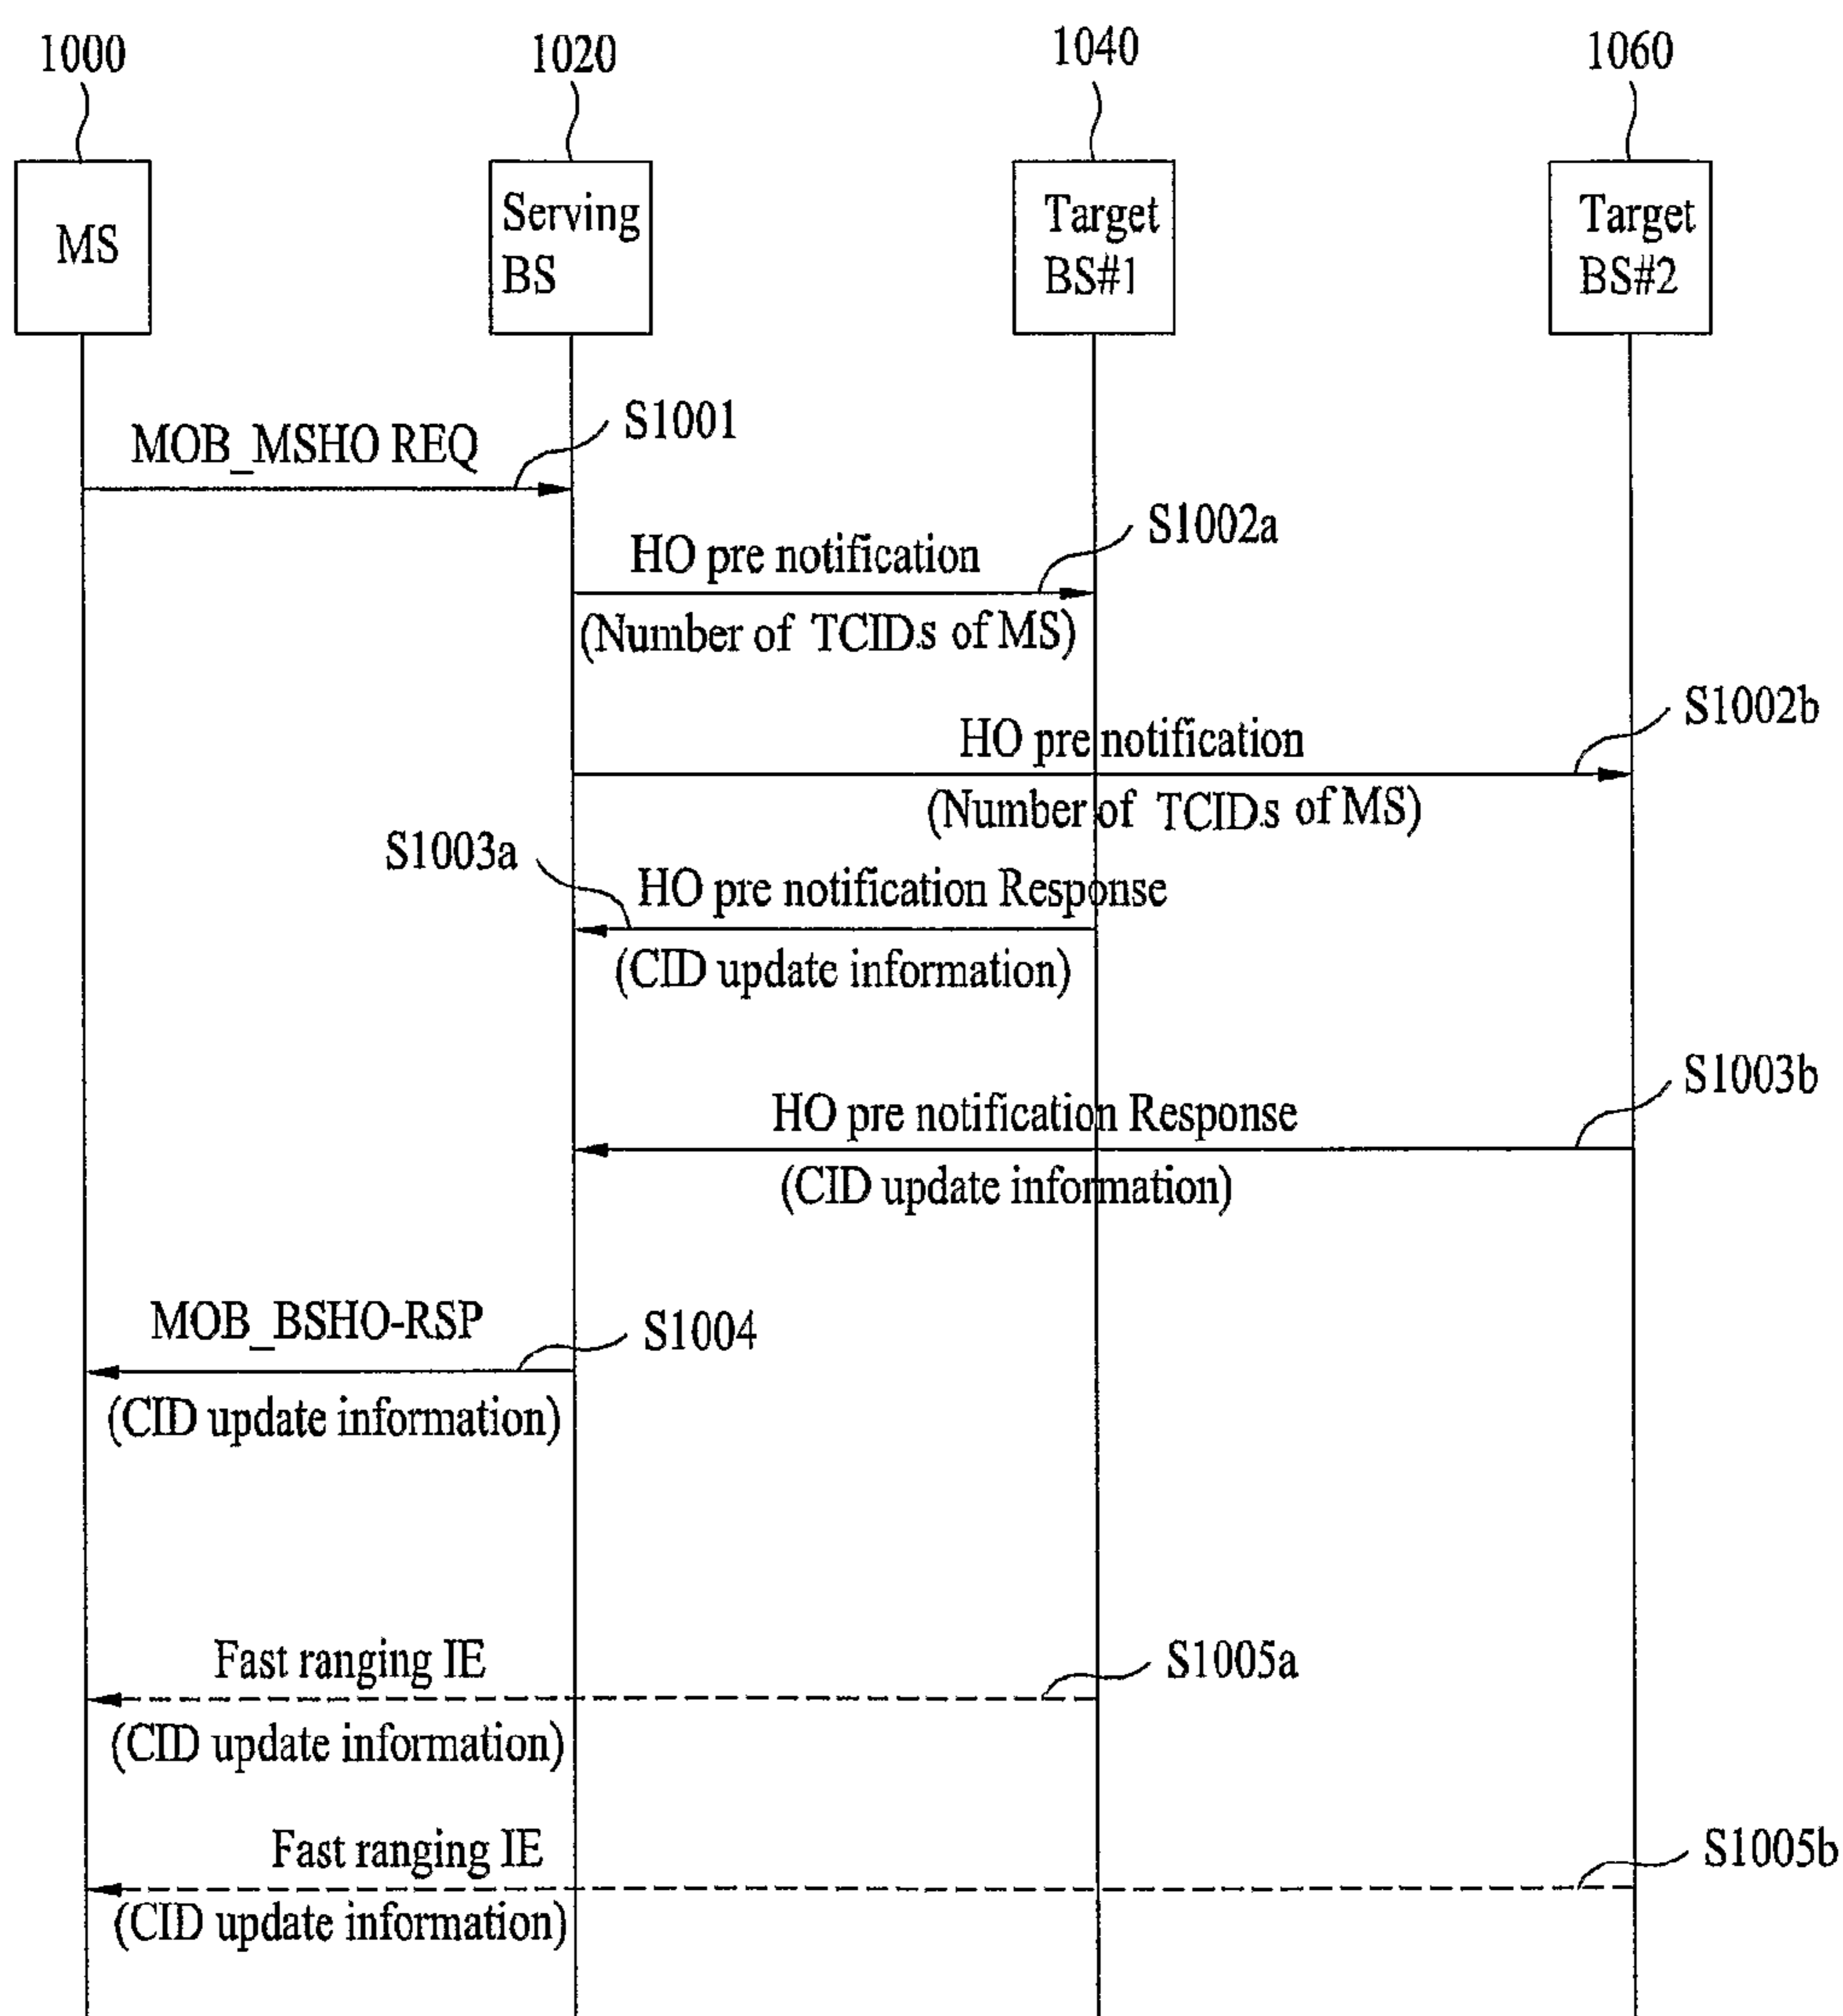 1000
1020
1040
1060
MS
Serving
BS
Target
BS#1
Target
BS#2
MOB_MSHO REQ
S1001
HO pre notification
S1002a
(Number of TCID.s of MS)
HO pre notification
S1002b
(Number of TCID.s of MS)
S1003a
HO pre notification Response
(CID update information)
HO pre notification Response
S1003b
(CID update information)
MOB_BSHO-RSP
S1004
(CID update information)
Fast ranging IE
S1005a
(CID update information)
Fast ranging IE
S1005b
(CID update information)